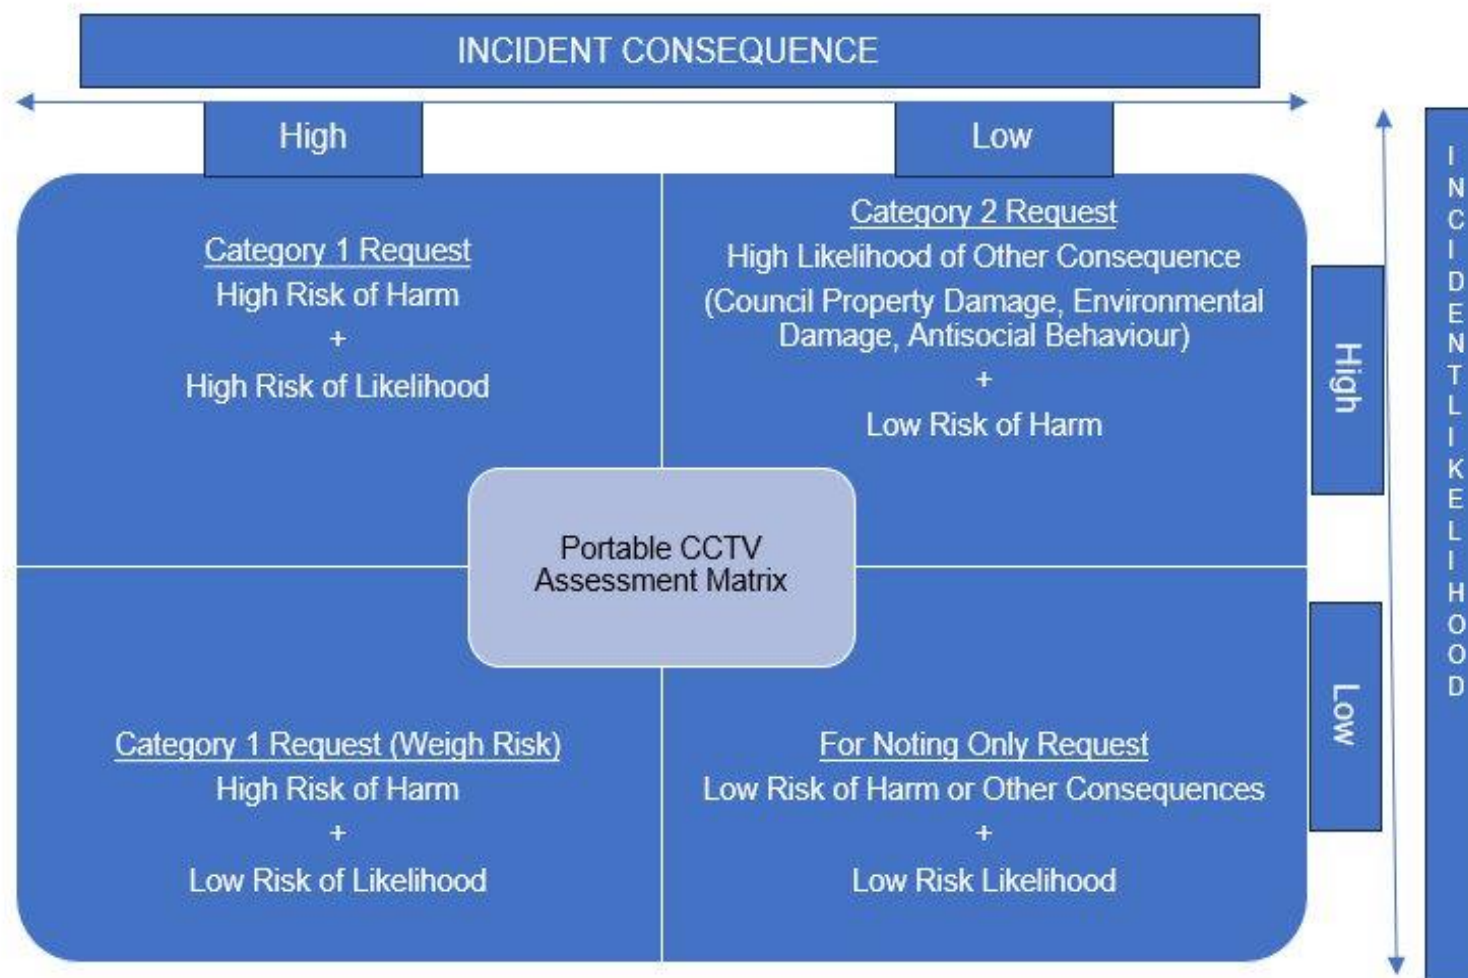 INCIDENT CONSEQUENCE
High
Low
Category 1 Request
High Risk of Harm
+
High Risk of Likelihood
Category 2 Request
High Likelihood of Other Consequence
(Council Property Damage, Environmental
Damage, Antisocial Behaviour)
+
Low Risk of Harm
High
INCIDENTLIKELIHOOD
Portable CCTV
Assessment Matrix
Category 1 Request (Weigh Risk)
High Risk of Harm
+
Low Risk of Likelihood
For Noting Only Request
Low Risk of Harm or Other Consequences
+
Low Risk Likelihood
Low